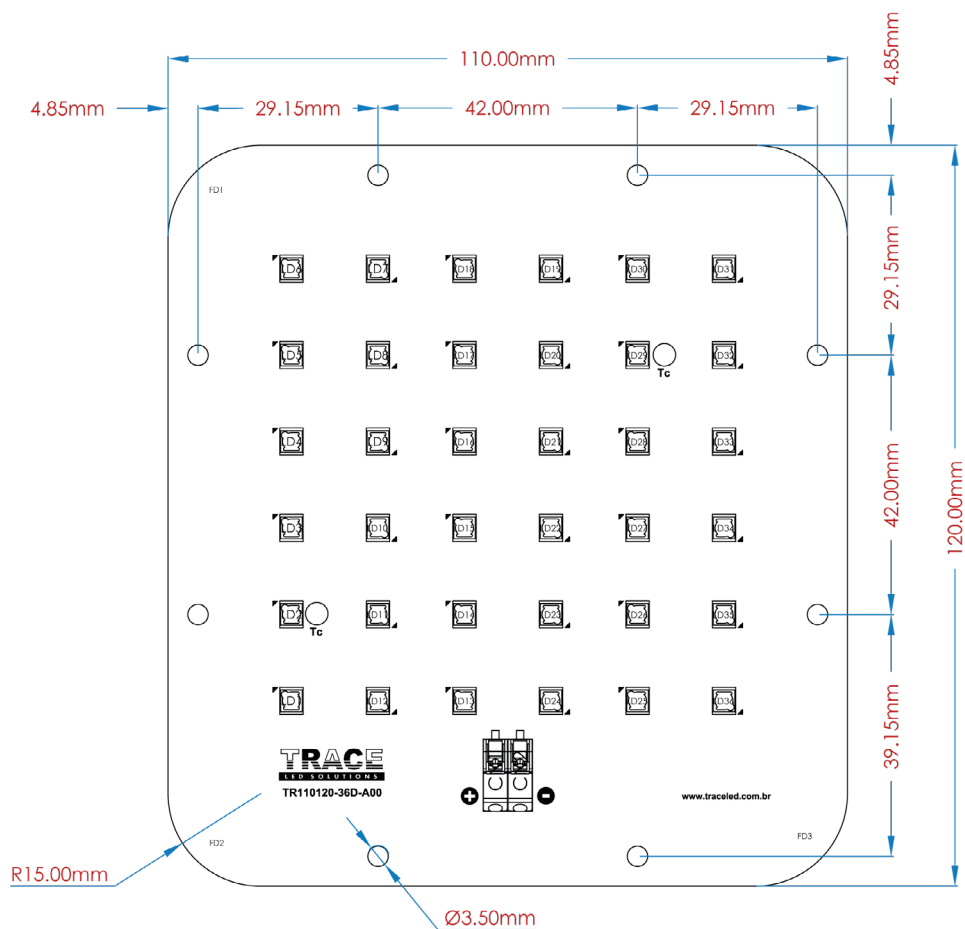 110.00mm
4.85mm
29.15mm
42.00mm
29.15mm
4.85mm
FD1
29.15mm
D6 D7 D18 D19 D30 D31
D5 D8 D17 D20 D29 D32
Tc
D4 D9 D16 D21 D28 D33
42.00mm
120.00mm
D3 D10 D15 D22 D27 D34
D2 D11 D14 D23 D26 D35
Tc
D1 D12 D13 D24 D25 D36
39.15mm
TRACE
LED SOLUTIONS
TR110120-36D-A00
+ -
www.traceled.com.br
FD2
FD3
R15.00mm
Ø3.50mm